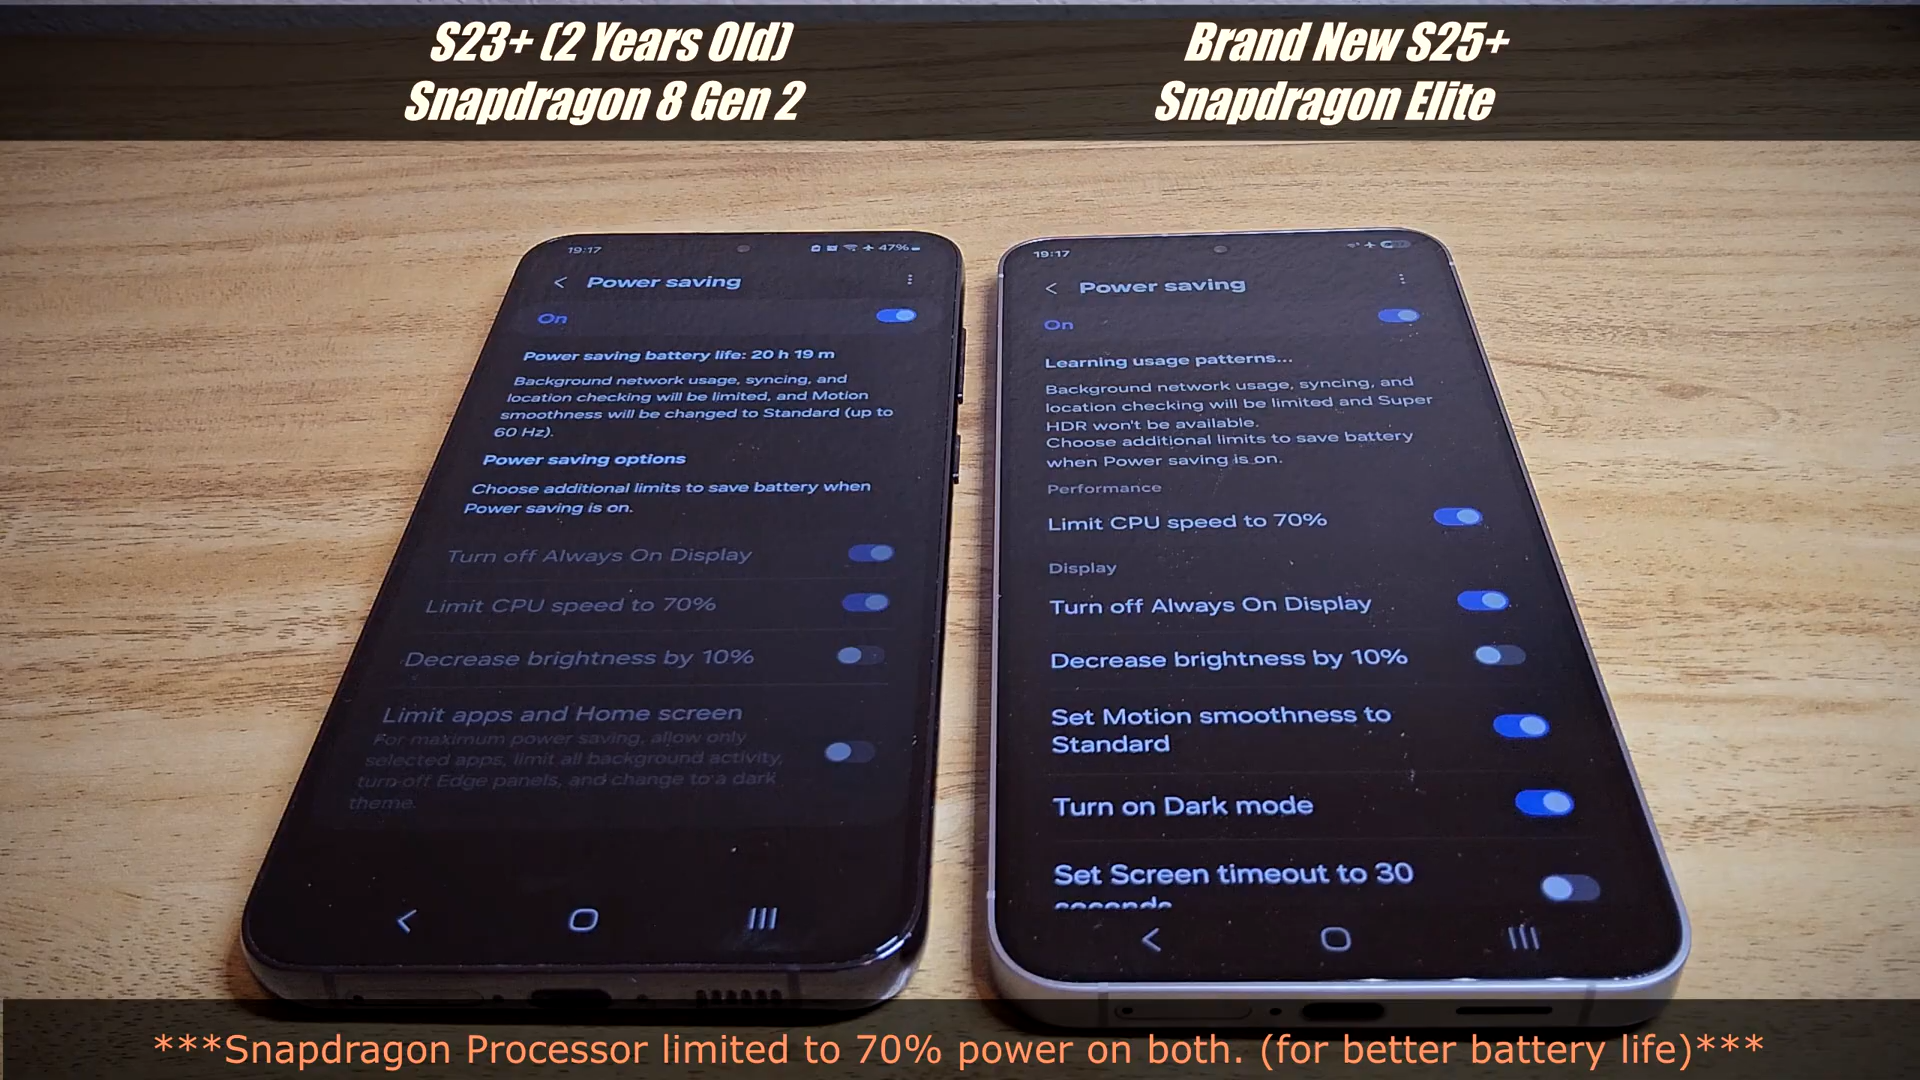 S23+ (2 Years Old)
Snapdragon 8 Gen 2
Brand New S25+
Snapdragon Elite
19:17
47%
Power saving
On
Power saving battery life: 20 h 19 m
Background network usage, syncing, and
location checking will be limited, and Motion
smoothness will be changed to Standard (up to
60 Hz).
Power saving options
Choose additional limits to save battery when
Power saving is on.
Turn off Always On Display
Limit CPU speed to 70%
Decrease brightness by 10%
Limit apps and Home screen
For maximum power saving, allow only
selected apps, limit all background activity,
turn off Edge panels, and change to a dark
theme.
19:17
Power saving
On
Learning usage patterns...
Background network usage, syncing, and
location checking will be limited and Super
HDR won't be available.
Choose additional limits to save battery
when Power saving is on.
Performance
Limit CPU speed to 70%
Display
Turn off Always On Display
Decrease brightness by 10%
Set Motion smoothness to
Standard
Turn on Dark mode
Set Screen timeout to 30
seconds
***Snapdragon Processor limited to 70% power on both. (for better battery life)***